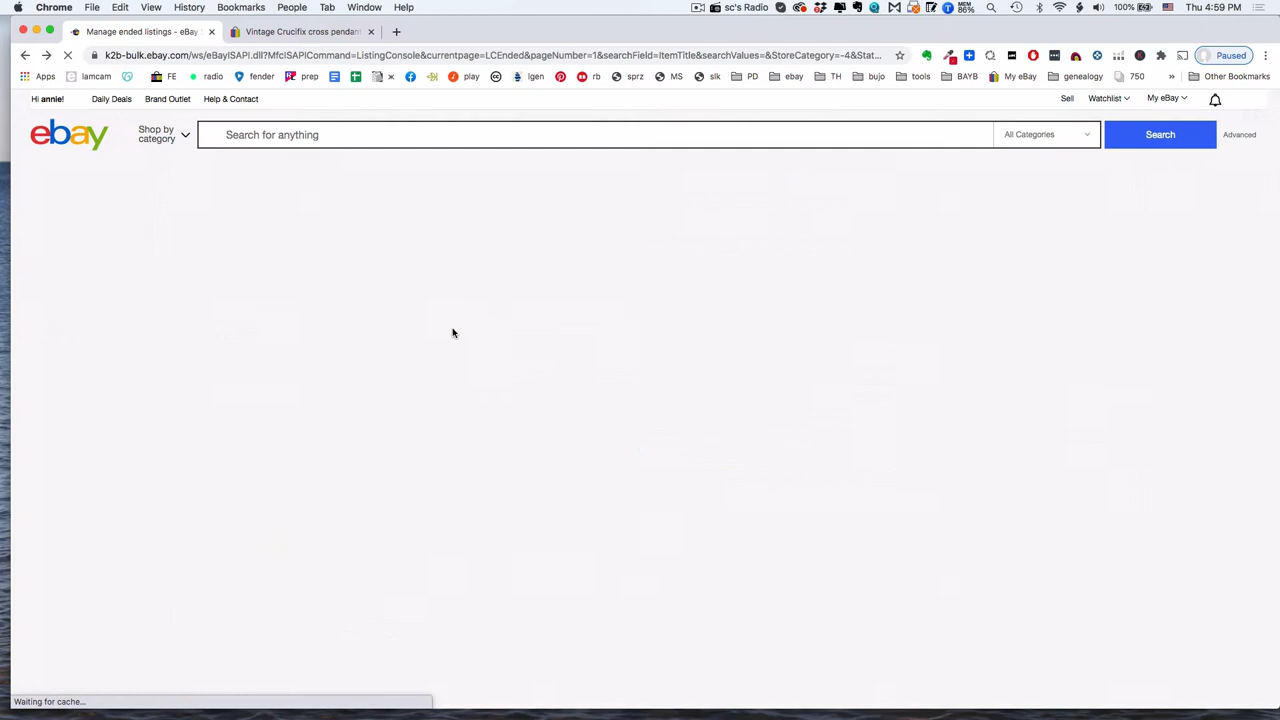 Chrome File Edit View History Bookmarks People Tab Window Help sc's Radio MEM 86% 100% Thu 4:59 PM
Manage ended listings - eBay Vintage Crucifix cross pendant
k2b-bulk.ebay.com/ws/eBayISAPI.dll?MfcISAPICommand=ListingConsole&currentpage=LCEnded&pageNumber=1&searchField=ItemTitle&searchValues=&StoreCategory=-4&Stat... Paused
Apps lamcam FE radio fender prep play lgen rb sprz MS slk PD ebay TH bujo tools BAYB My eBay genealogy 750 » Other Bookmarks
Hi annie! Daily Deals Brand Outlet Help & Contact Sell Watchlist My eBay
ebay Shop by category Search for anything All Categories Search Advanced
Waiting for cache...